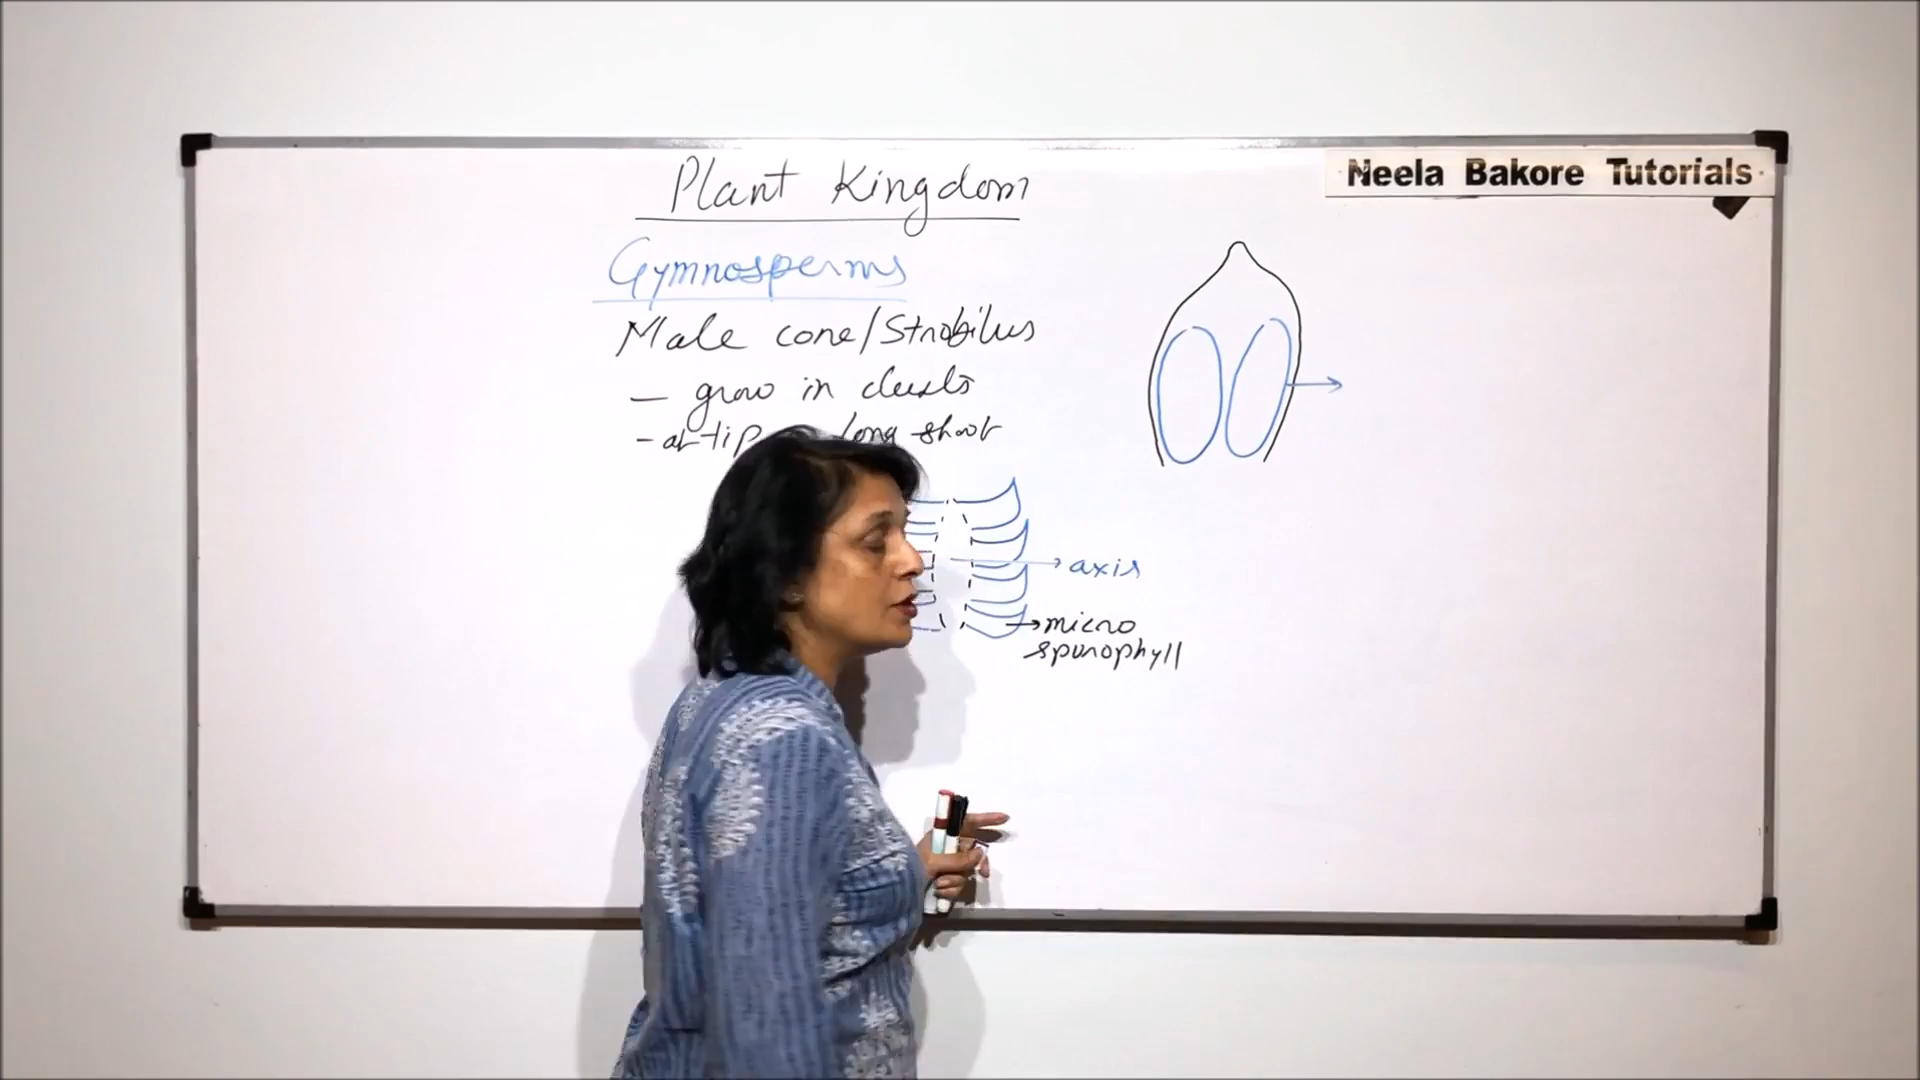 Plant Kingdom
Neela Bakore Tutorials
Gymnosperms
Male cone/Strobilus
– grow in clusts
- at tip long shoot
axis
micro
sporophyll